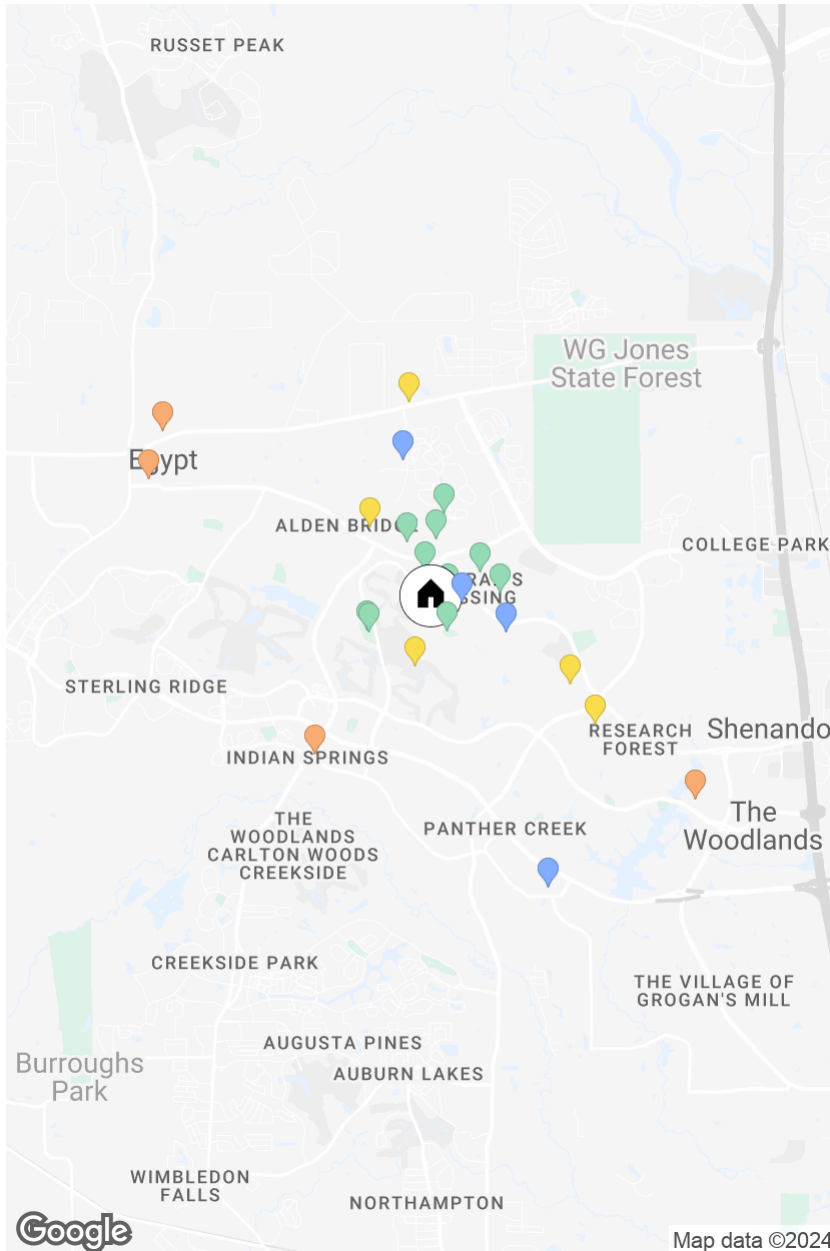 RUSSET PEAK
WG Jones
State Forest
Egypt
ALDEN BRIDGE
COLLEGE PARK
SSING
STERLING RIDGE
Shenando
RESEARCH
FOREST
INDIAN SPRINGS
The
Woodlands
THE
WOODLANDS
CARLTON WOODS
CREEKSIDE
PANTHER CREEK
CREEKSIDE PARK
THE VILLAGE OF
GROGAN'S MILL
AUGUSTA PINES
Burroughs
Park
AUBURN LAKES
WIMBLEDON
FALLS
NORTHAMPTON
Google
Map data ©2024